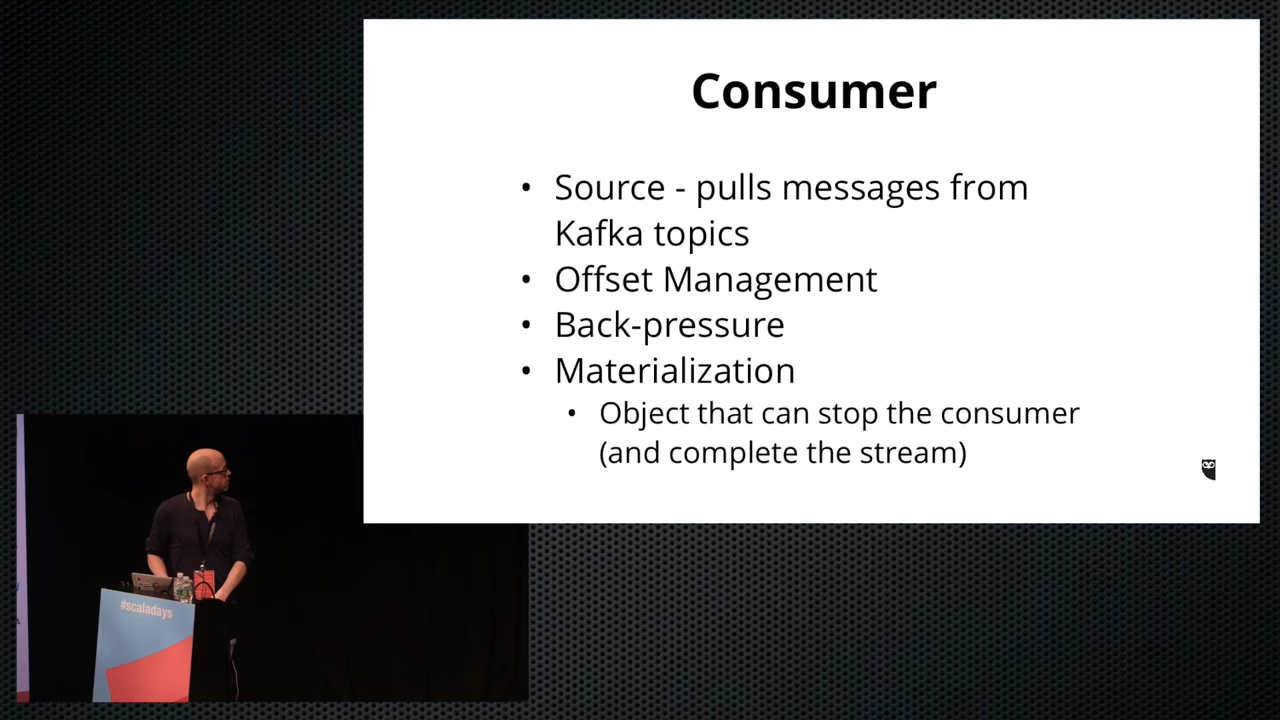 Consumer
• Source - pulls messages from
Kafka topics
• Offset Management
• Back-pressure
• Materialization
• Object that can stop the consumer
(and complete the stream)
#scaladays